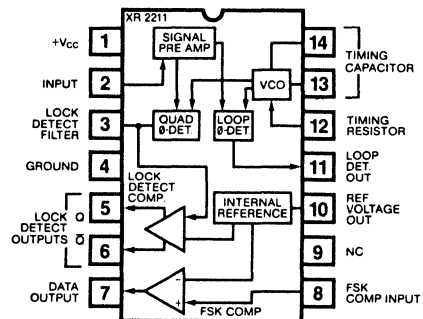 XR 2211
+VCC
1
INPUT
2
LOCK
DETECT
FILTER
3
GROUND
4
LOCK
DETECT
OUTPUTS
Q
5
Q̅
6
DATA
OUTPUT
7
SIGNAL
PRE AMP
VCO
QUAD
Ø-DET.
LOOP
Ø-DET.
LOCK
DETECT
COMP.
INTERNAL
REFERENCE
−
+
FSK COMP
14
13
TIMING
CAPACITOR
12
TIMING
RESISTOR
11
LOOP
DET.
OUT
10
REF
VOLTAGE
OUT
9
NC
8
FSK
COMP INPUT